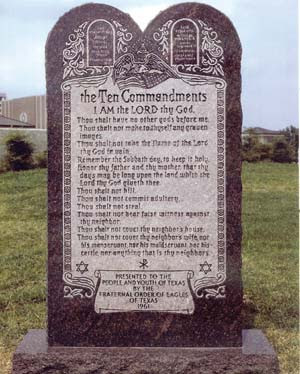 the Ten Commandments
I AM the LORD thy God.
Thou shalt have no other gods before me.
Thou shalt not make to thyself any graven
images.
Thou shalt not take the Name of the Lord
thy God in vain.
Remember the Sabbath day, to keep it holy.
Honor thy father and thy mother, that thy
days may be long upon the land which the
Lord thy God giveth thee.
Thou shalt not kill.
Thou shalt not commit adultery.
Thou shalt not steal.
Thou shalt not bear false witness against
thy neighbor.
Thou shalt not covet thy neighbor's house.
Thou shalt not covet thy neighbor's wife, nor
his manservant, nor his maidservant, nor his
cattle, nor anything that is thy neighbor's.
PRESENTED TO THE
PEOPLE AND YOUTH OF TEXAS
BY THE
FRATERNAL ORDER OF EAGLES
OF TEXAS
1961